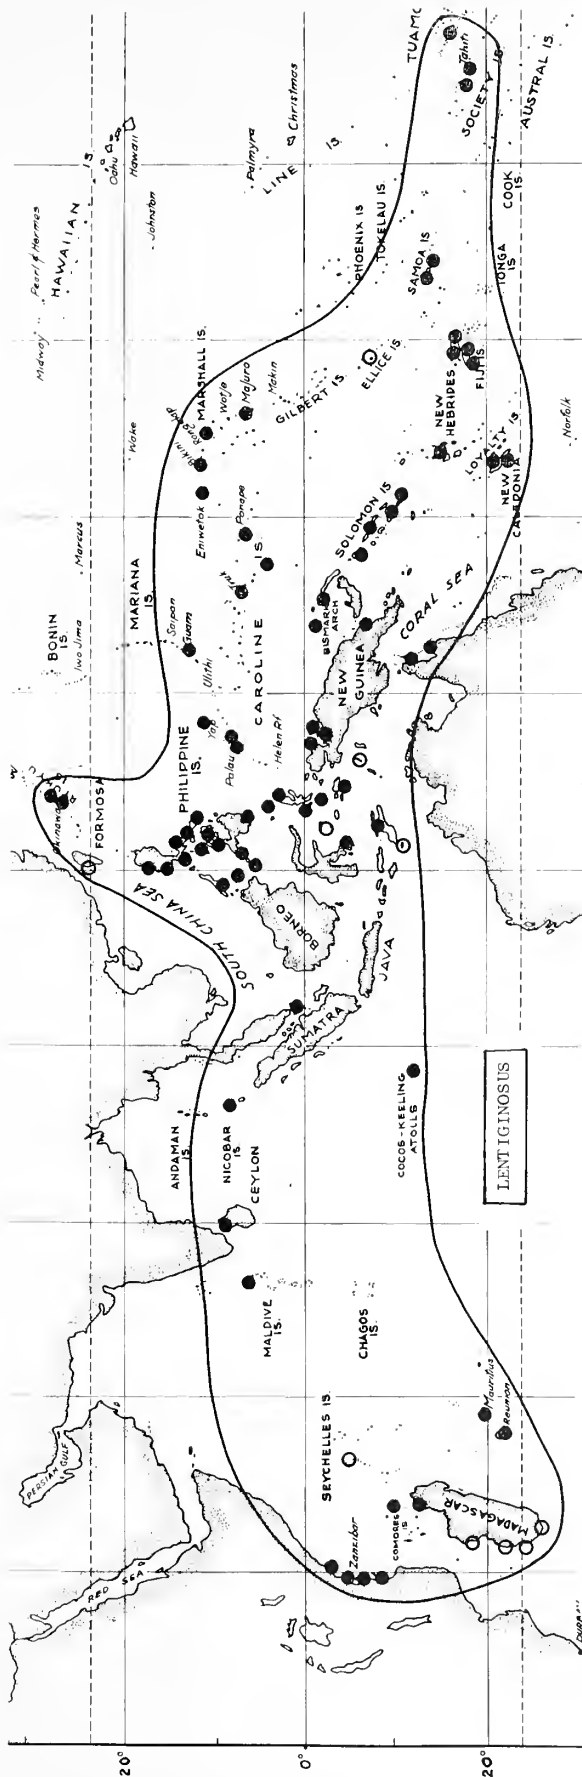 TUAMO
Tahiti
SOCIETY IS
AUSTRAL IS.
Christmas
Palmyra
LINE IS
Oahu
Hawaii
HAWAIIAN IS.
Pearl & Hermes
Midway
Johnston
COOK
IS
PHOENIX IS
TOKELAU IS
SAMOA IS
TONGA
IS
ELLICE IS
FIJI IS
GILBERT IS
Makin
MARSHALL IS.
Wotje
Majuro
Rongelap
Bikini
Eniwetok
Wake
NEW
HEBRIDES
LOYALTY IS
NEW
CALEDONIA
Norfolk
SOLOMON IS
Ponape
Truk
CAROLINE IS.
MARIANA
IS.
Marcus
BONIN
IS.
Iwo Jima
Saipan
Guam
Ulithi
Yap
Palau
Helen Rf
BISMARK
ARCH
NEW
GUINEA
CORAL SEA
PHILIPPINE
IS.
FORMOSA
Okinawa
SOUTH CHINA SEA
BORNEO
JAVA
SUMATRA
ANDAMAN
IS.
NICOBAR
IS
CEYLON
COCOS-KEELING
ATOLLS
LENTIGINOSUS
MALDIVE
IS.
CHAGOS
IS.
SEYCHELLES IS.
Mauritius
Reunion
MADAGASCAR
COMORES
IS
Zanzibar
PERSIAN GULF
RED SEA
20°
0°
20°